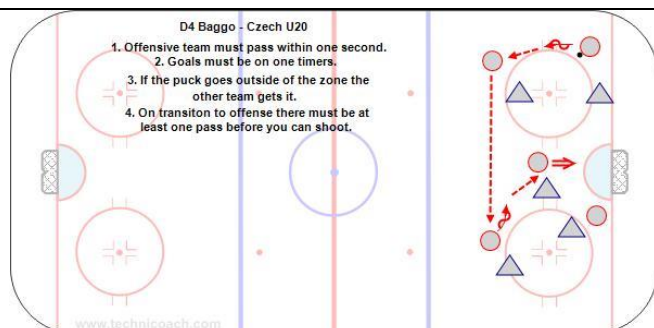 D4 Baggo - Czech U20
1. Offensive team must pass within one second.
2. Goals must be on one timers.
3. If the puck goes outside of the zone the
other team gets it.
4. On transiton to offense there must be at
least one pass before you can shoot.
www.technicoach.com